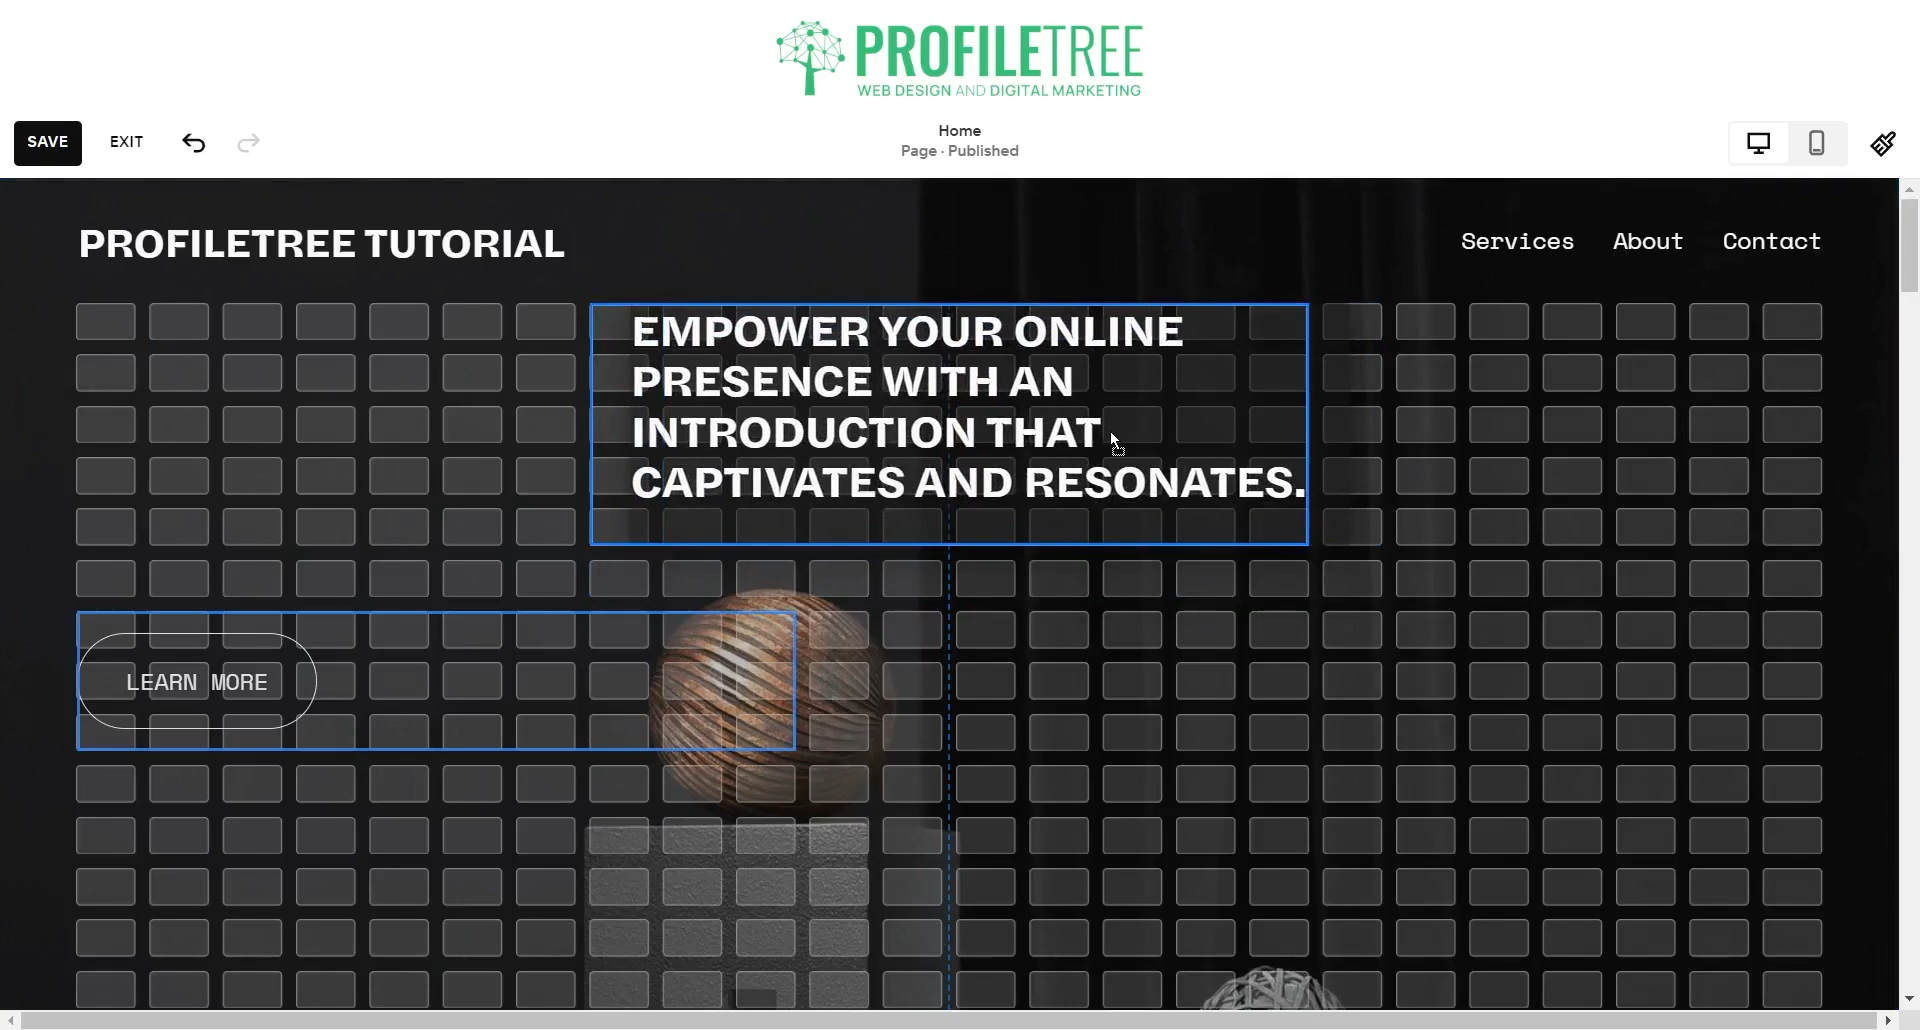 PROFILETREE
WEB DESIGN AND DIGITAL MARKETING
SAVE
EXIT
Home
Page · Published
PROFILETREE TUTORIAL
Services
About
Contact
EMPOWER YOUR ONLINE
PRESENCE WITH AN
INTRODUCTION THAT
CAPTIVATES AND RESONATES.
LEARN MORE